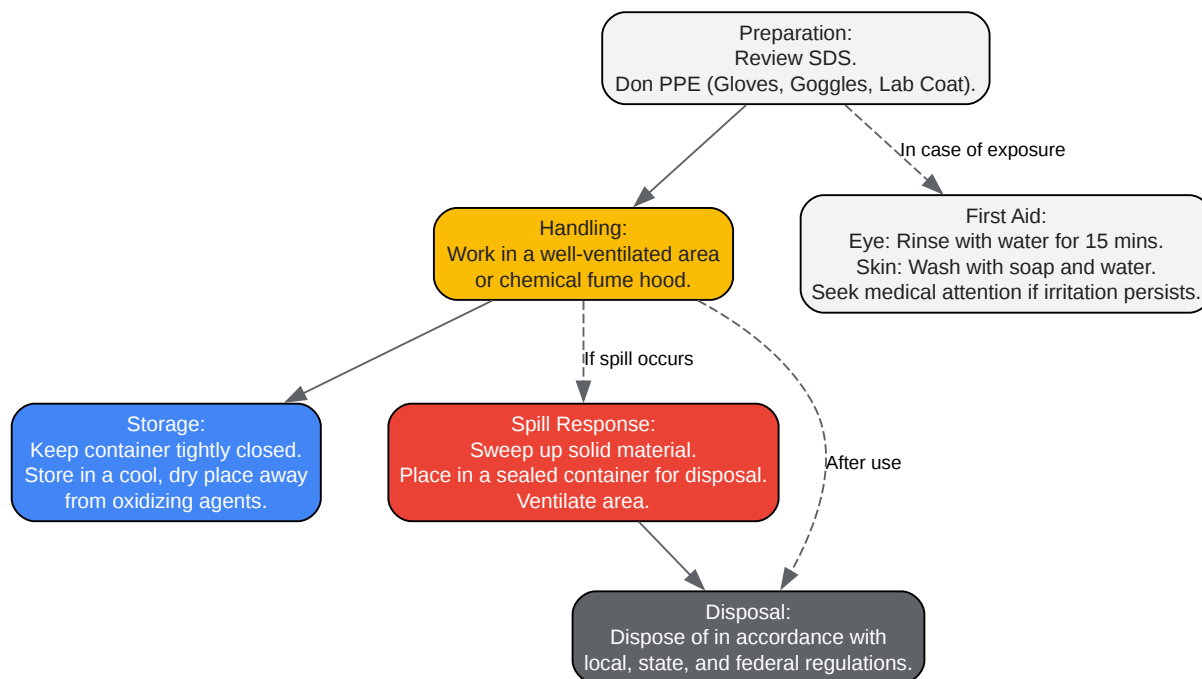 Preparation:
Review SDS.
Don PPE (Gloves, Goggles, Lab Coat).
In case of exposure
Handling:
Work in a well-ventilated area
or chemical fume hood.
First Aid:
Eye: Rinse with water for 15 mins.
Skin: Wash with soap and water.
Seek medical attention if irritation persists.
If spill occurs
Storage:
Keep container tightly closed.
Store in a cool, dry place away
from oxidizing agents.
Spill Response:
Sweep up solid material.
Place in a sealed container for disposal.
Ventilate area.
After use
Disposal:
Dispose of in accordance with
local, state, and federal regulations.